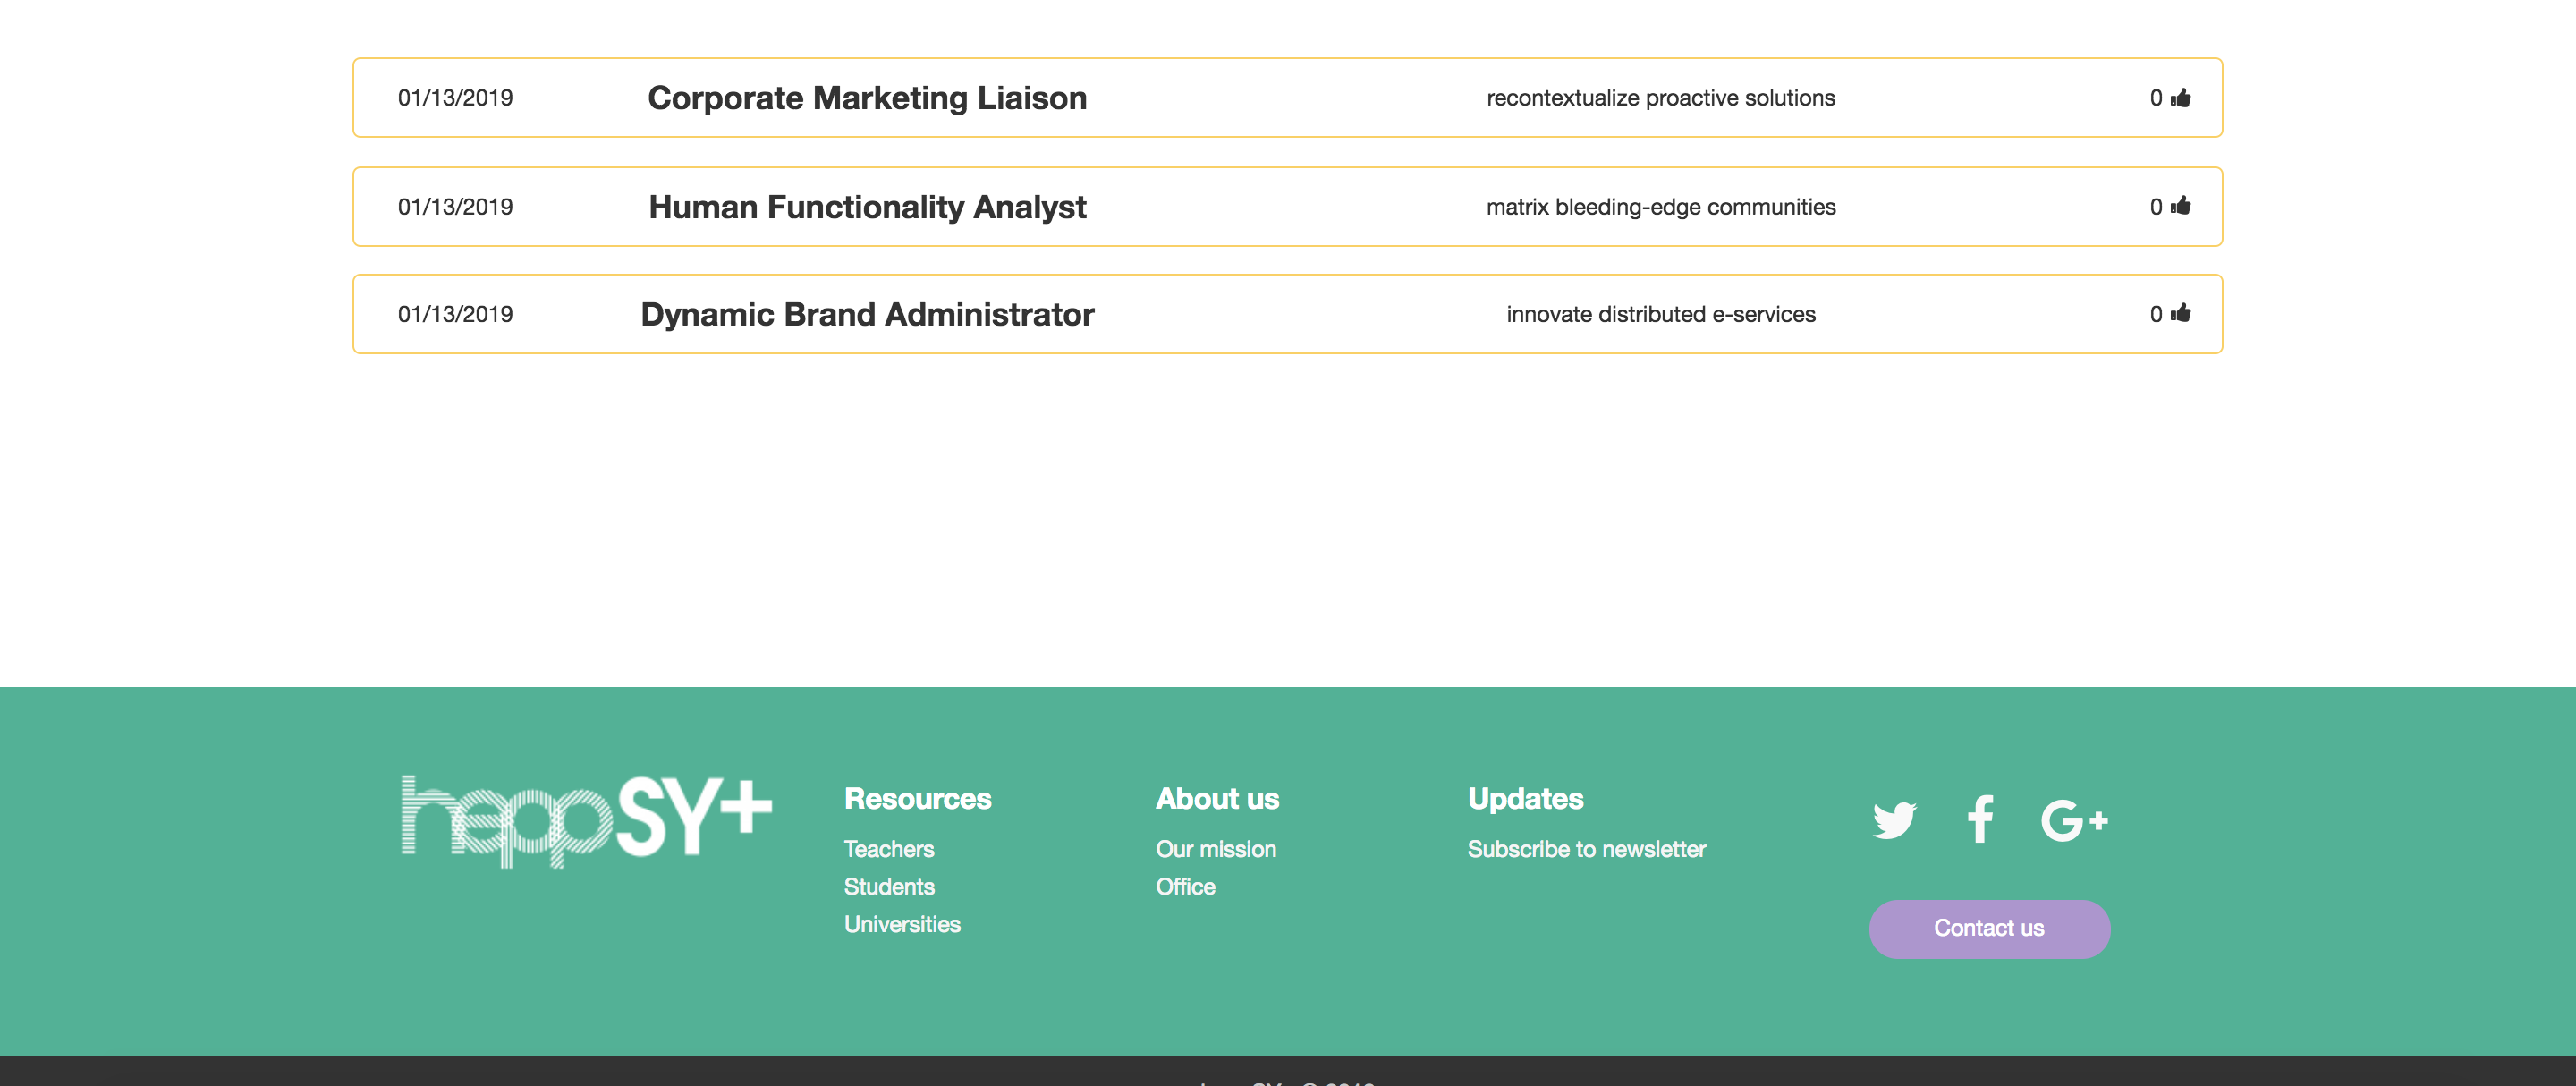 01/13/2019 Corporate Marketing Liaison recontextualize proactive solutions 0
01/13/2019 Human Functionality Analyst matrix bleeding-edge communities 0
01/13/2019 Dynamic Brand Administrator innovate distributed e-services 0
heppSY+
Resources
Teachers
Students
Universities
About us
Our mission
Office
Updates
Subscribe to newsletter
G+
Contact us